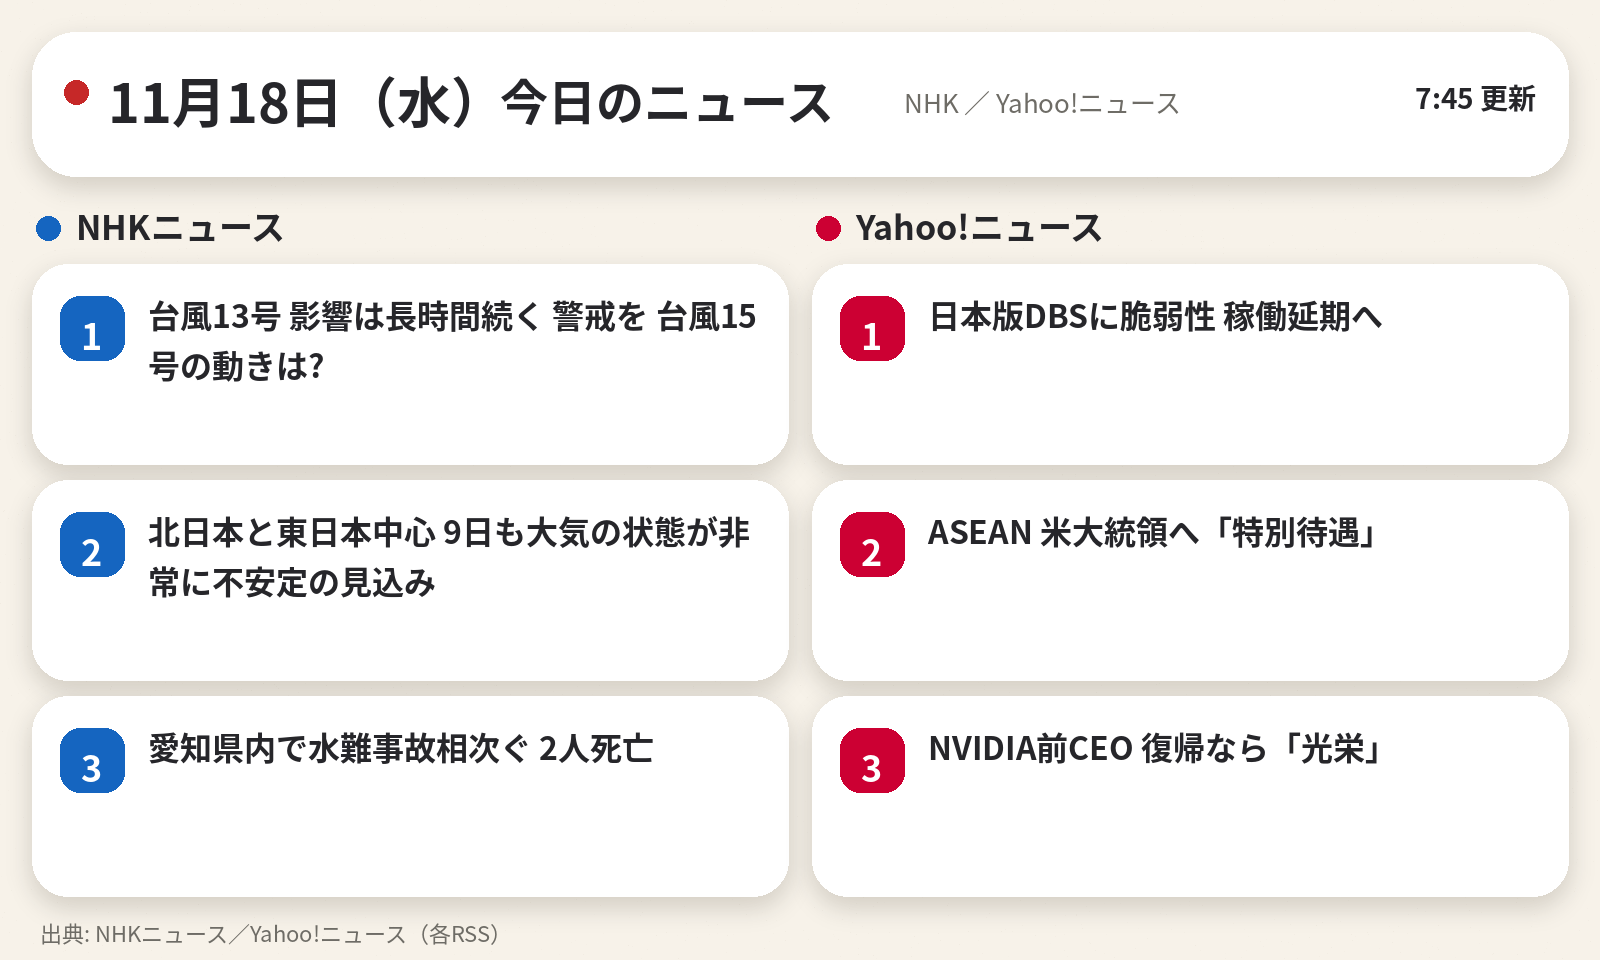 11月18日（水）今日のニュース
NHK ／ Yahoo!ニュース
7:45 更新
NHKニュース
1
台風13号 影響は長時間続く 警戒を 台風15
号の動きは?
2
北日本と東日本中心 9日も大気の状態が非
常に不安定の見込み
3
愛知県内で水難事故相次ぐ 2人死亡
Yahoo!ニュース
1
日本版DBSに脆弱性 稼働延期へ
2
ASEAN 米大統領へ「特別待遇」
3
NVIDIA前CEO 復帰なら「光栄」
出典: NHKニュース／Yahoo!ニュース（各RSS）